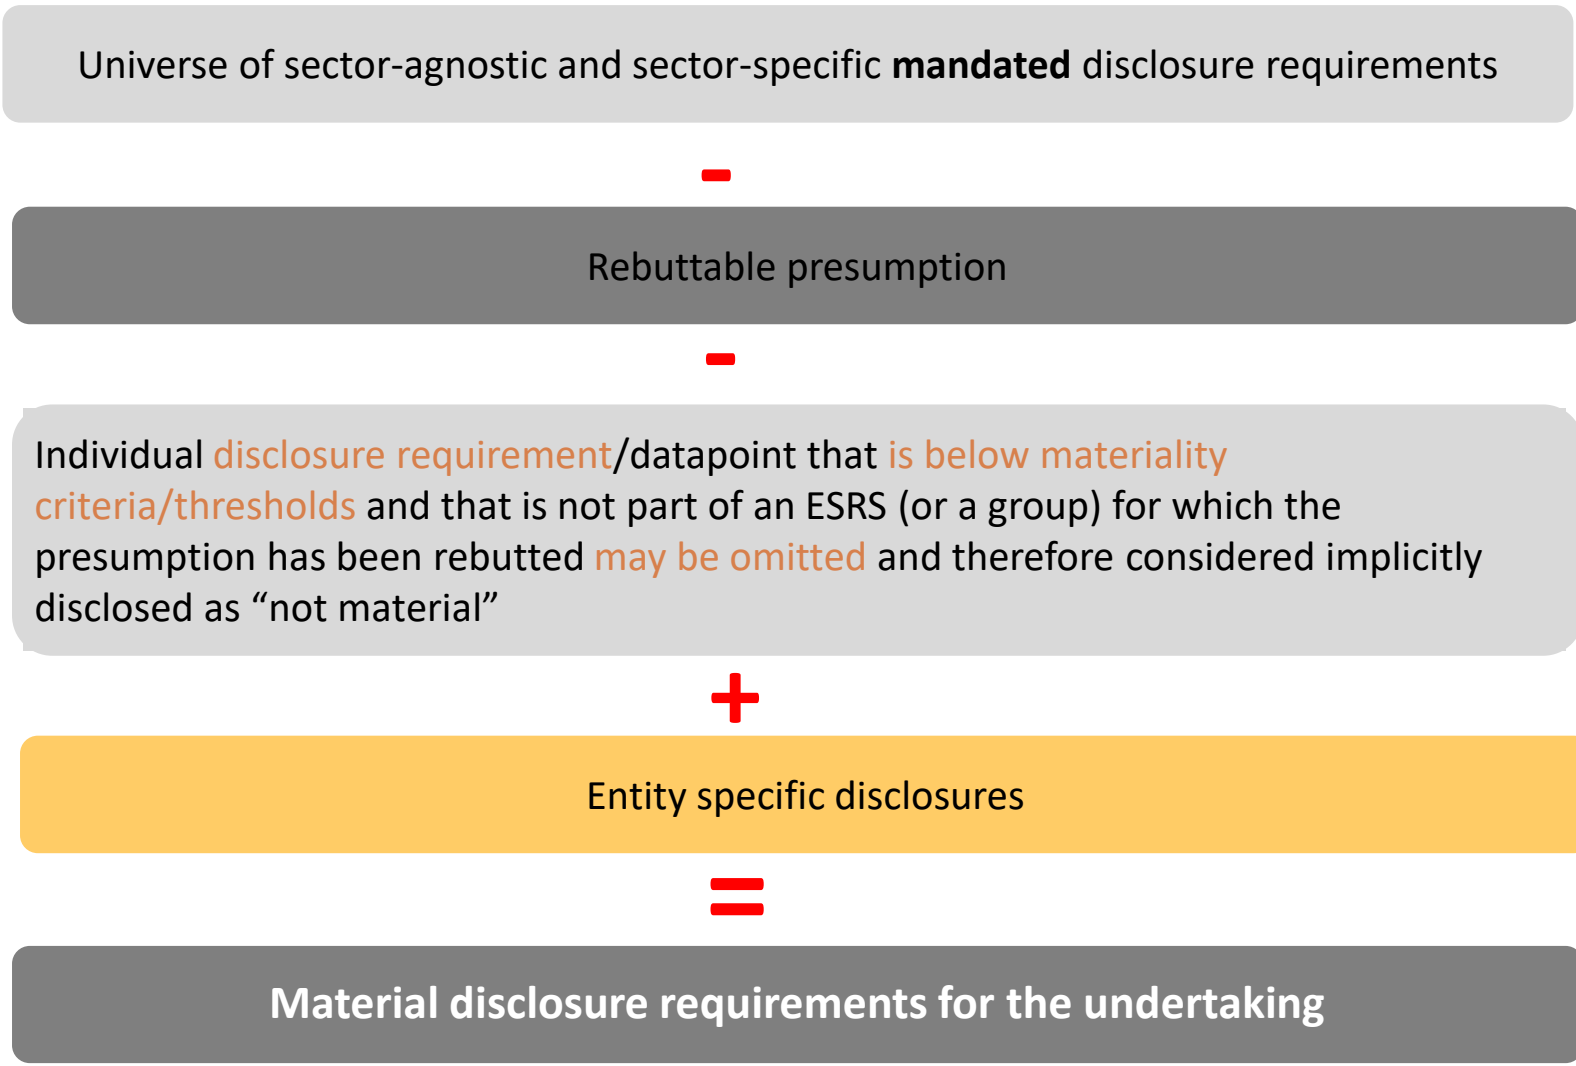 Universe of sector-agnostic and sector-specific mandated disclosure requirements
-
Rebuttable presumption
-
Individual disclosure requirement/datapoint that is below materiality
criteria/thresholds and that is not part of an ESRS (or a group) for which the
presumption has been rebutted may be omitted and therefore considered implicitly
disclosed as “not material”
+
Entity specific disclosures
=
Material disclosure requirements for the undertaking